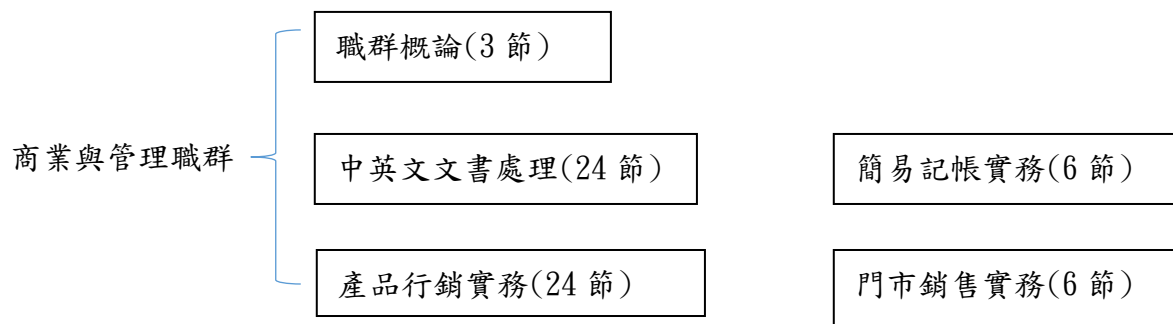 職群概論(3 節)
商業與管理職群
中英文文書處理(24 節)
簡易記帳實務(6 節)
產品行銷實務(24 節)
門市銷售實務(6 節)